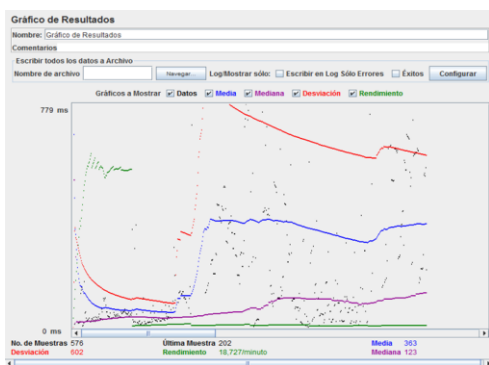 Gráfico de Resultados
Nombre: Gráfico de Resultados
Comentarios
Escribir todos los datos a Archivo
Nombre de archivo Navegar... Log/Mostrar sólo: Escribir en Log Sólo Errores Éxitos Configurar
Gráficos a Mostrar Datos Media Mediana Desviación Rendimiento
779 ms
0 ms
No. de Muestras 576 Última Muestra 202 Media 363
Desviación 602 Rendimiento 18,727/minuto Mediana 123